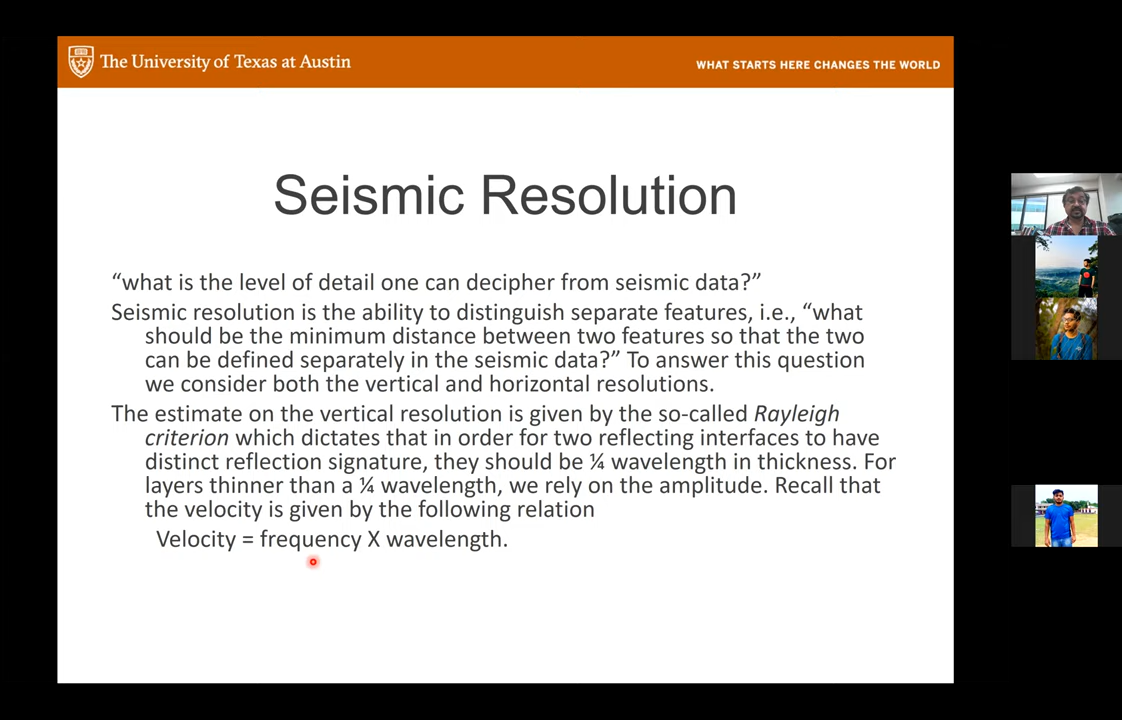 The University of Texas at Austin
WHAT STARTS HERE CHANGES THE WORLD
Seismic Resolution
“what is the level of detail one can decipher from seismic data?”
Seismic resolution is the ability to distinguish separate features, i.e., “what
should be the minimum distance between two features so that the two
can be defined separately in the seismic data?” To answer this question
we consider both the vertical and horizontal resolutions.
The estimate on the vertical resolution is given by the so-called Rayleigh
criterion which dictates that in order for two reflecting interfaces to have
distinct reflection signature, they should be ¼ wavelength in thickness. For
layers thinner than a ¼ wavelength, we rely on the amplitude. Recall that
the velocity is given by the following relation
Velocity = frequency X wavelength.